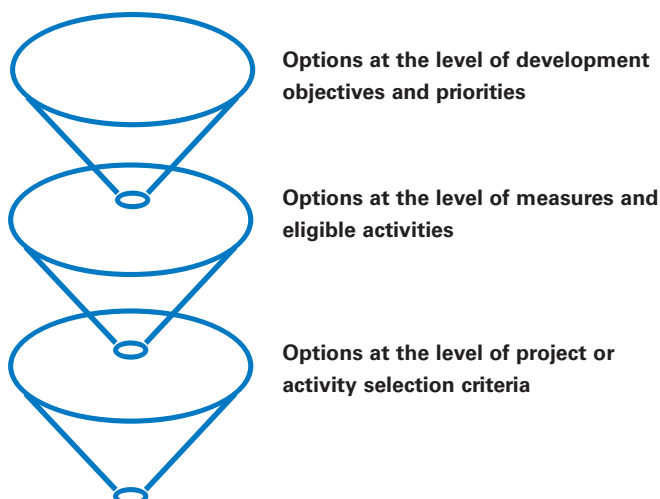 Options at the level of development
objectives and priorities
Options at the level of measures and
eligible activities
Options at the level of project or
activity selection criteria